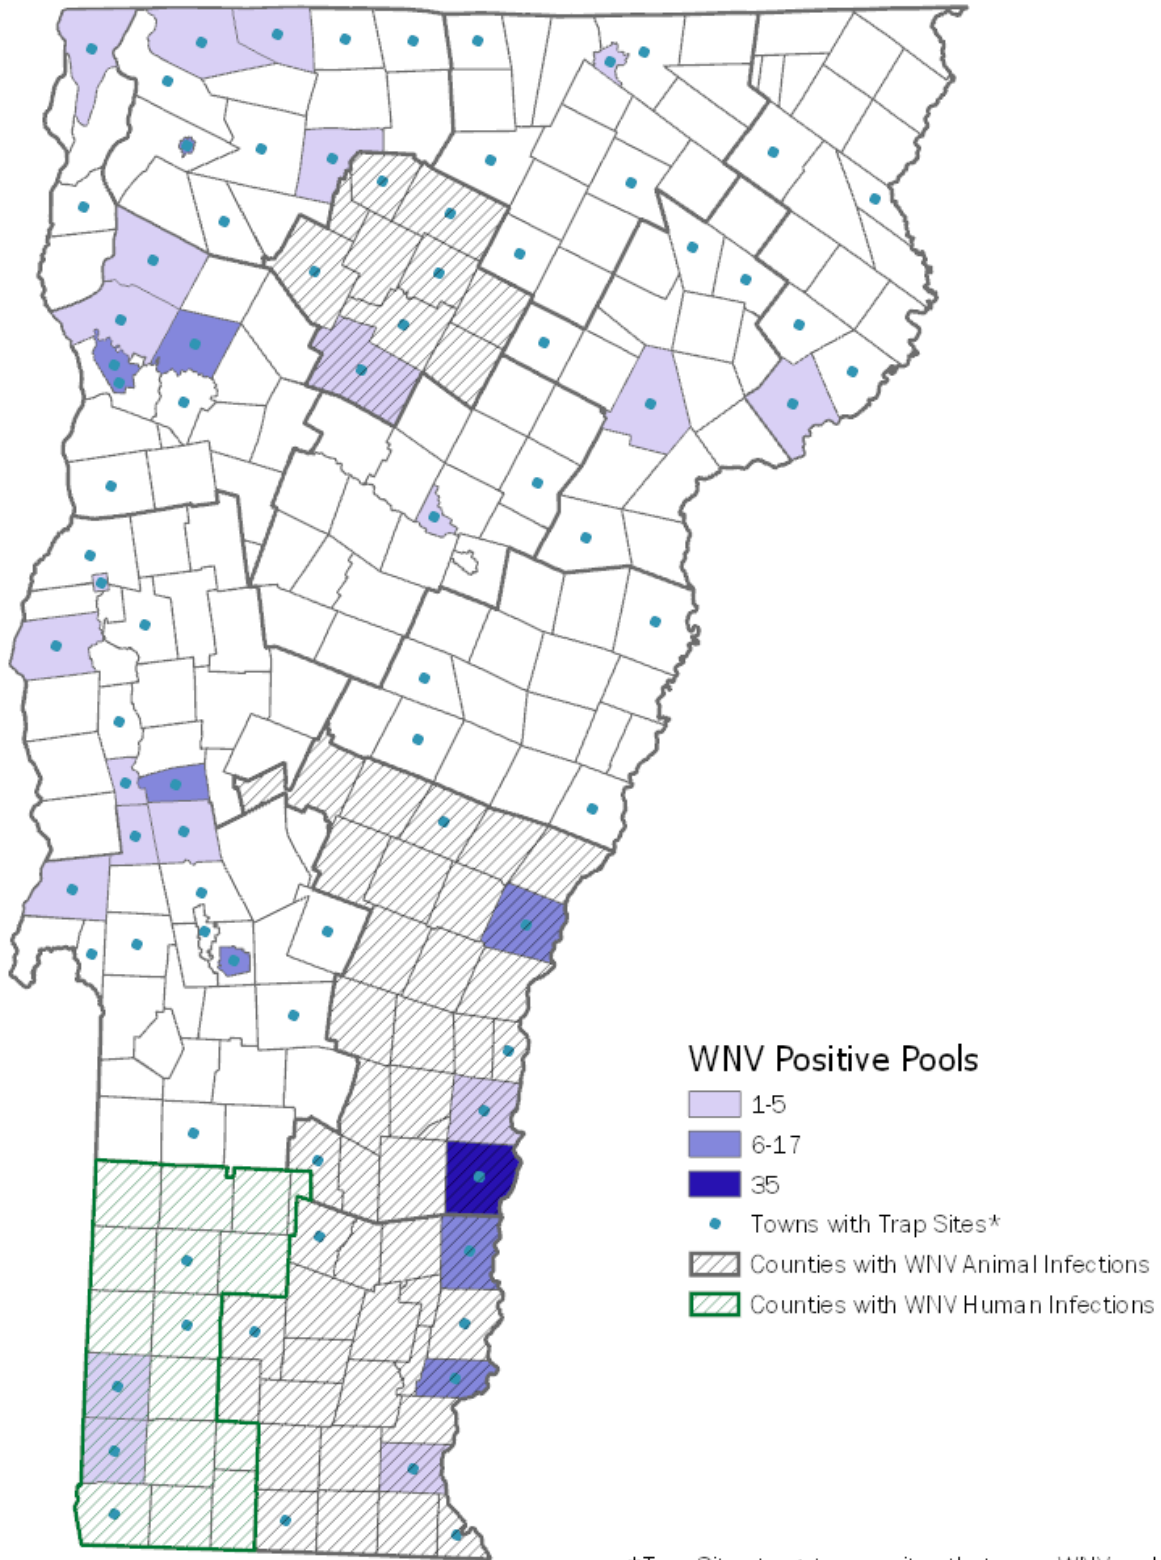 WNV Positive Pools
1-5
6-17
35
Towns with Trap Sites*
Counties with WNV Animal Infections
Counties with WNV Human Infections